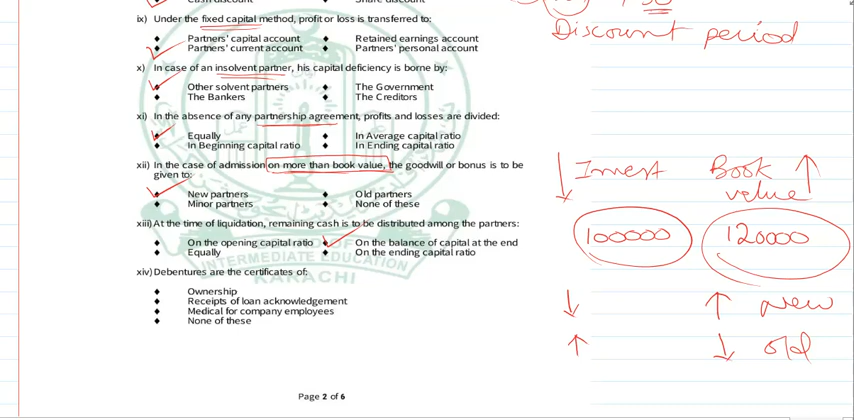 Cash discount ♦ Share discount
ix) Under the fixed capital method, profit or loss is transferred to:
♦ Partners' capital account ♦ Retained earnings account
♦ Partners' current account ♦ Partners' personal account
x) In case of an insolvent partner, his capital deficiency is borne by:
♦ Other solvent partners ♦ The Government
♦ The Bankers ♦ The Creditors
xi) In the absence of any partnership agreement, profits and losses are divided:
♦ Equally ♦ In Average capital ratio
♦ In Beginning capital ratio ♦ In Ending capital ratio
xii) In the case of admission on more than book value, the goodwill or bonus is to be
given to:
♦ New partners ♦ Old partners
♦ Minor partners ♦ None of these
xiii) At the time of liquidation, remaining cash is to be distributed among the partners:
♦ On the opening capital ratio ♦ On the balance of capital at the end
♦ Equally ♦ On the ending capital ratio
xiv) Debentures are the certificates of:
♦ Ownership
♦ Receipts of loan acknowledgement
♦ Medical for company employees
♦ None of these
Page 2 of 6
INTERMEDIATE EDUCATION
KARACHI
Discount period
↓ Invest Book ↑
value
100000 120000
↓ ↑ new
↑ ↓ old